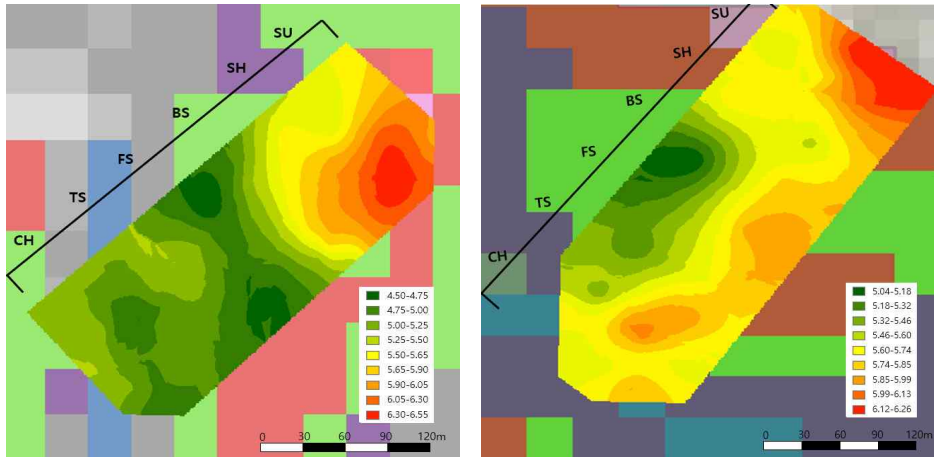 SU
SH
BS
FS
TS
CH
4.50-4.75
4.75-5.00
5.00-5.25
5.25-5.50
5.50-5.65
5.65-5.90
5.90-6.05
6.05-6.30
6.30-6.55
0 30 60 90 120m
SU
SH
BS
FS
TS
CH
5.04-5.18
5.18-5.32
5.32-5.46
5.46-5.60
5.60-5.74
5.74-5.85
5.85-5.99
5.99-6.13
6.12-6.26
0 30 60 90 120m